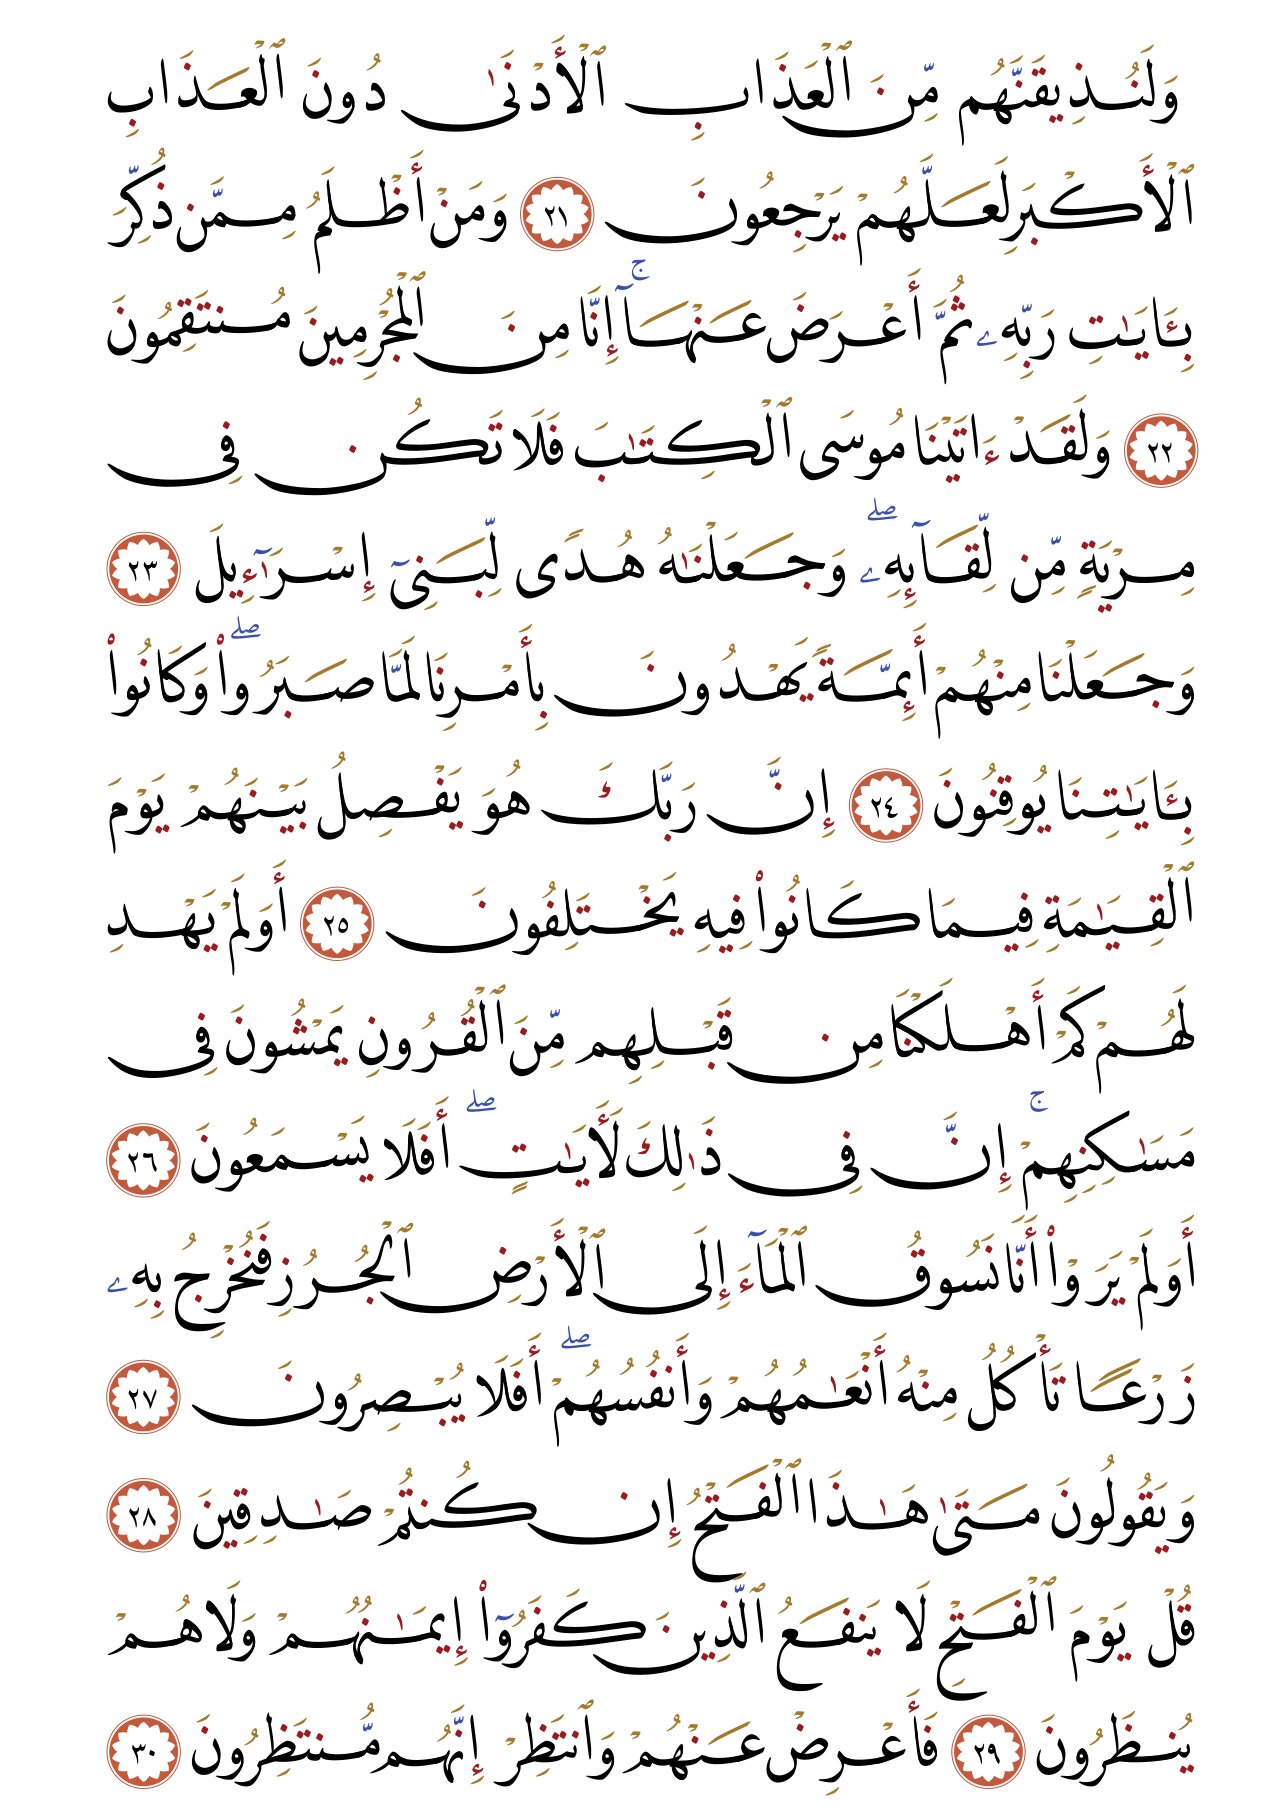 وَلَنُذِيقَنَّهُم مِّنَ ٱلْعَذَابِ ٱلْأَدْنَىٰ دُونَ ٱلْعَذَابِ
ٱلْأَكْبَرِ لَعَلَّهُمْ يَرْجِعُونَ ٢١ وَمَنْ أَظْلَمُ مِمَّن ذُكِّرَ
بِـَٔايَـٰتِ رَبِّهِۦ ثُمَّ أَعْرَضَ عَنْهَآ ۚ إِنَّا مِنَ ٱلْمُجْرِمِينَ مُنتَقِمُونَ
٢٢ وَلَقَدْ ءَاتَيْنَا مُوسَى ٱلْكِتَـٰبَ فَلَا تَكُن فِى
مِرْيَةٍ مِّن لِّقَآئِهِۦ ۖ وَجَعَلْنَـٰهُ هُدًى لِّبَنِىٓ إِسْرَٰٓءِيلَ ٢٣
وَجَعَلْنَا مِنْهُمْ أَئِمَّةً يَهْدُونَ بِأَمْرِنَا لَمَّا صَبَرُوا۟ ۖ وَكَانُوا۟
بِـَٔايَـٰتِنَا يُوقِنُونَ ٢٤ إِنَّ رَبَّكَ هُوَ يَفْصِلُ بَيْنَهُمْ يَوْمَ
ٱلْقِيَـٰمَةِ فِيمَا كَانُوا۟ فِيهِ يَخْتَلِفُونَ ٢٥ أَوَلَمْ يَهْدِ
لَهُمْ كَمْ أَهْلَكْنَا مِن قَبْلِهِم مِّنَ ٱلْقُرُونِ يَمْشُونَ فِى
مَسَـٰكِنِهِمْ ۚ إِنَّ فِى ذَٰلِكَ لَأَيَـٰتٍ ۖ أَفَلَا يَسْمَعُونَ ٢٦
أَوَلَمْ يَرَوْا۟ أَنَّا نَسُوقُ ٱلْمَآءَ إِلَى ٱلْأَرْضِ ٱلْجُرُزِ فَنُخْرِجُ بِهِۦ
زَرْعًا تَأْكُلُ مِنْهُ أَنْعَـٰمُهُمْ وَأَنفُسُهُمْ ۖ أَفَلَا يُبْصِرُونَ ٢٧
وَيَقُولُونَ مَتَىٰ هَـٰذَا ٱلْفَتْحُ إِن كُنتُمْ صَـٰدِقِينَ ٢٨
قُلْ يَوْمَ ٱلْفَتْحِ لَا يَنفَعُ ٱلَّذِينَ كَفَرُوٓا۟ إِيمَـٰنُهُمْ وَلَا هُمْ
يُنظَرُونَ ٢٩ فَأَعْرِضْ عَنْهُمْ وَٱنتَظِرْ إِنَّهُم مُّنتَظِرُونَ ٣٠